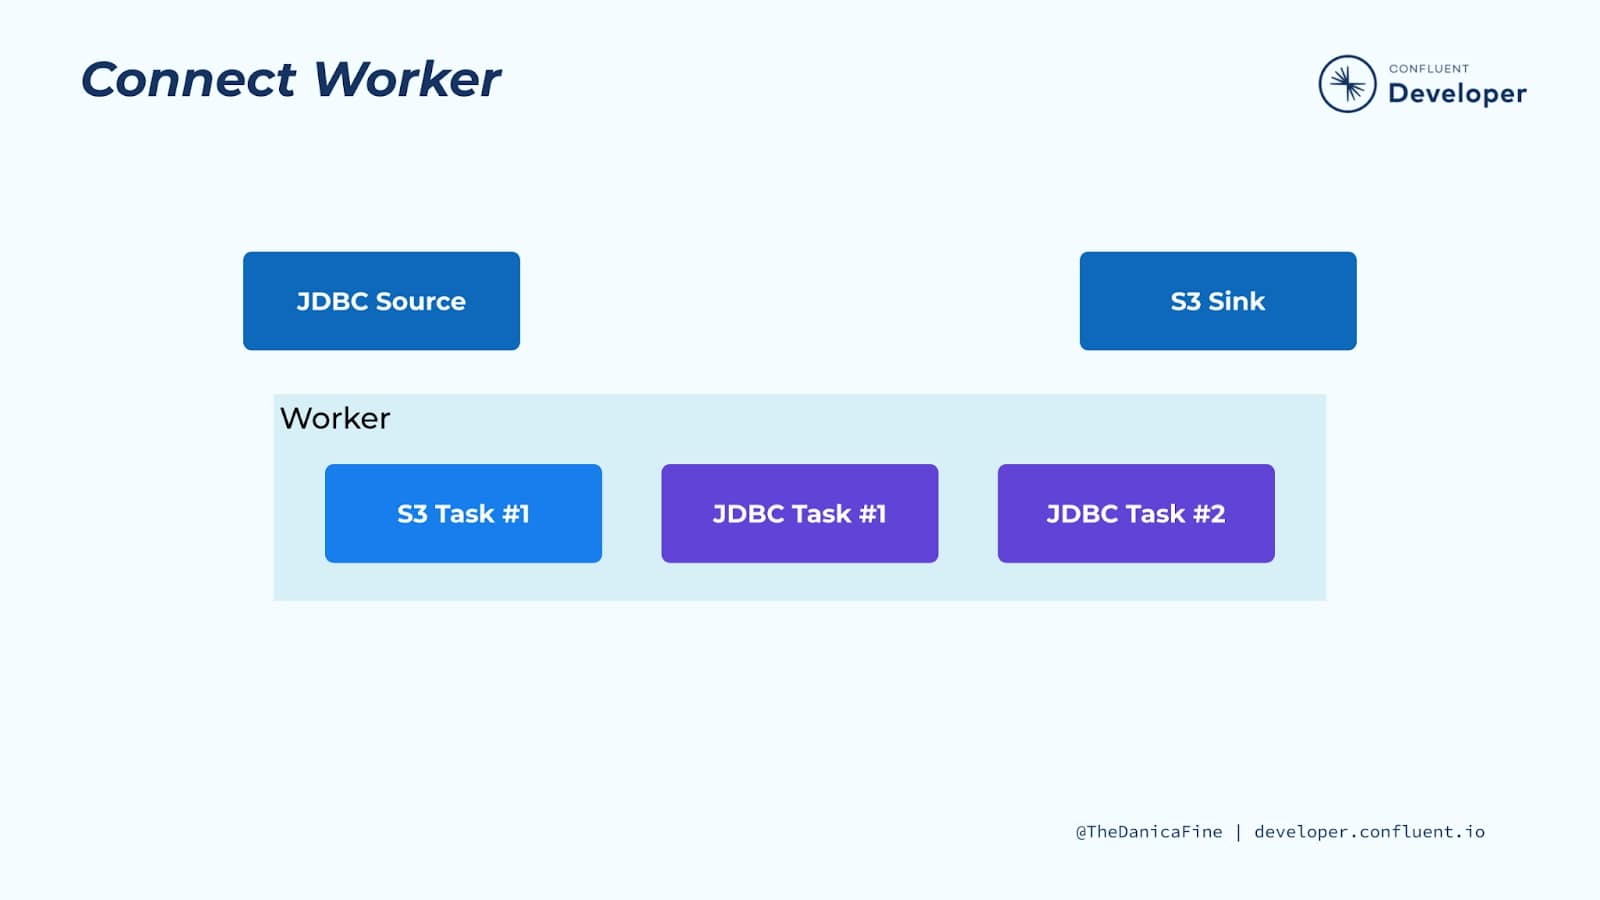 Connect Worker
CONFLUENT
Developer
JDBC Source
S3 Sink
Worker
S3 Task #1
JDBC Task #1
JDBC Task #2
@TheDanicaFine | developer.confluent.io